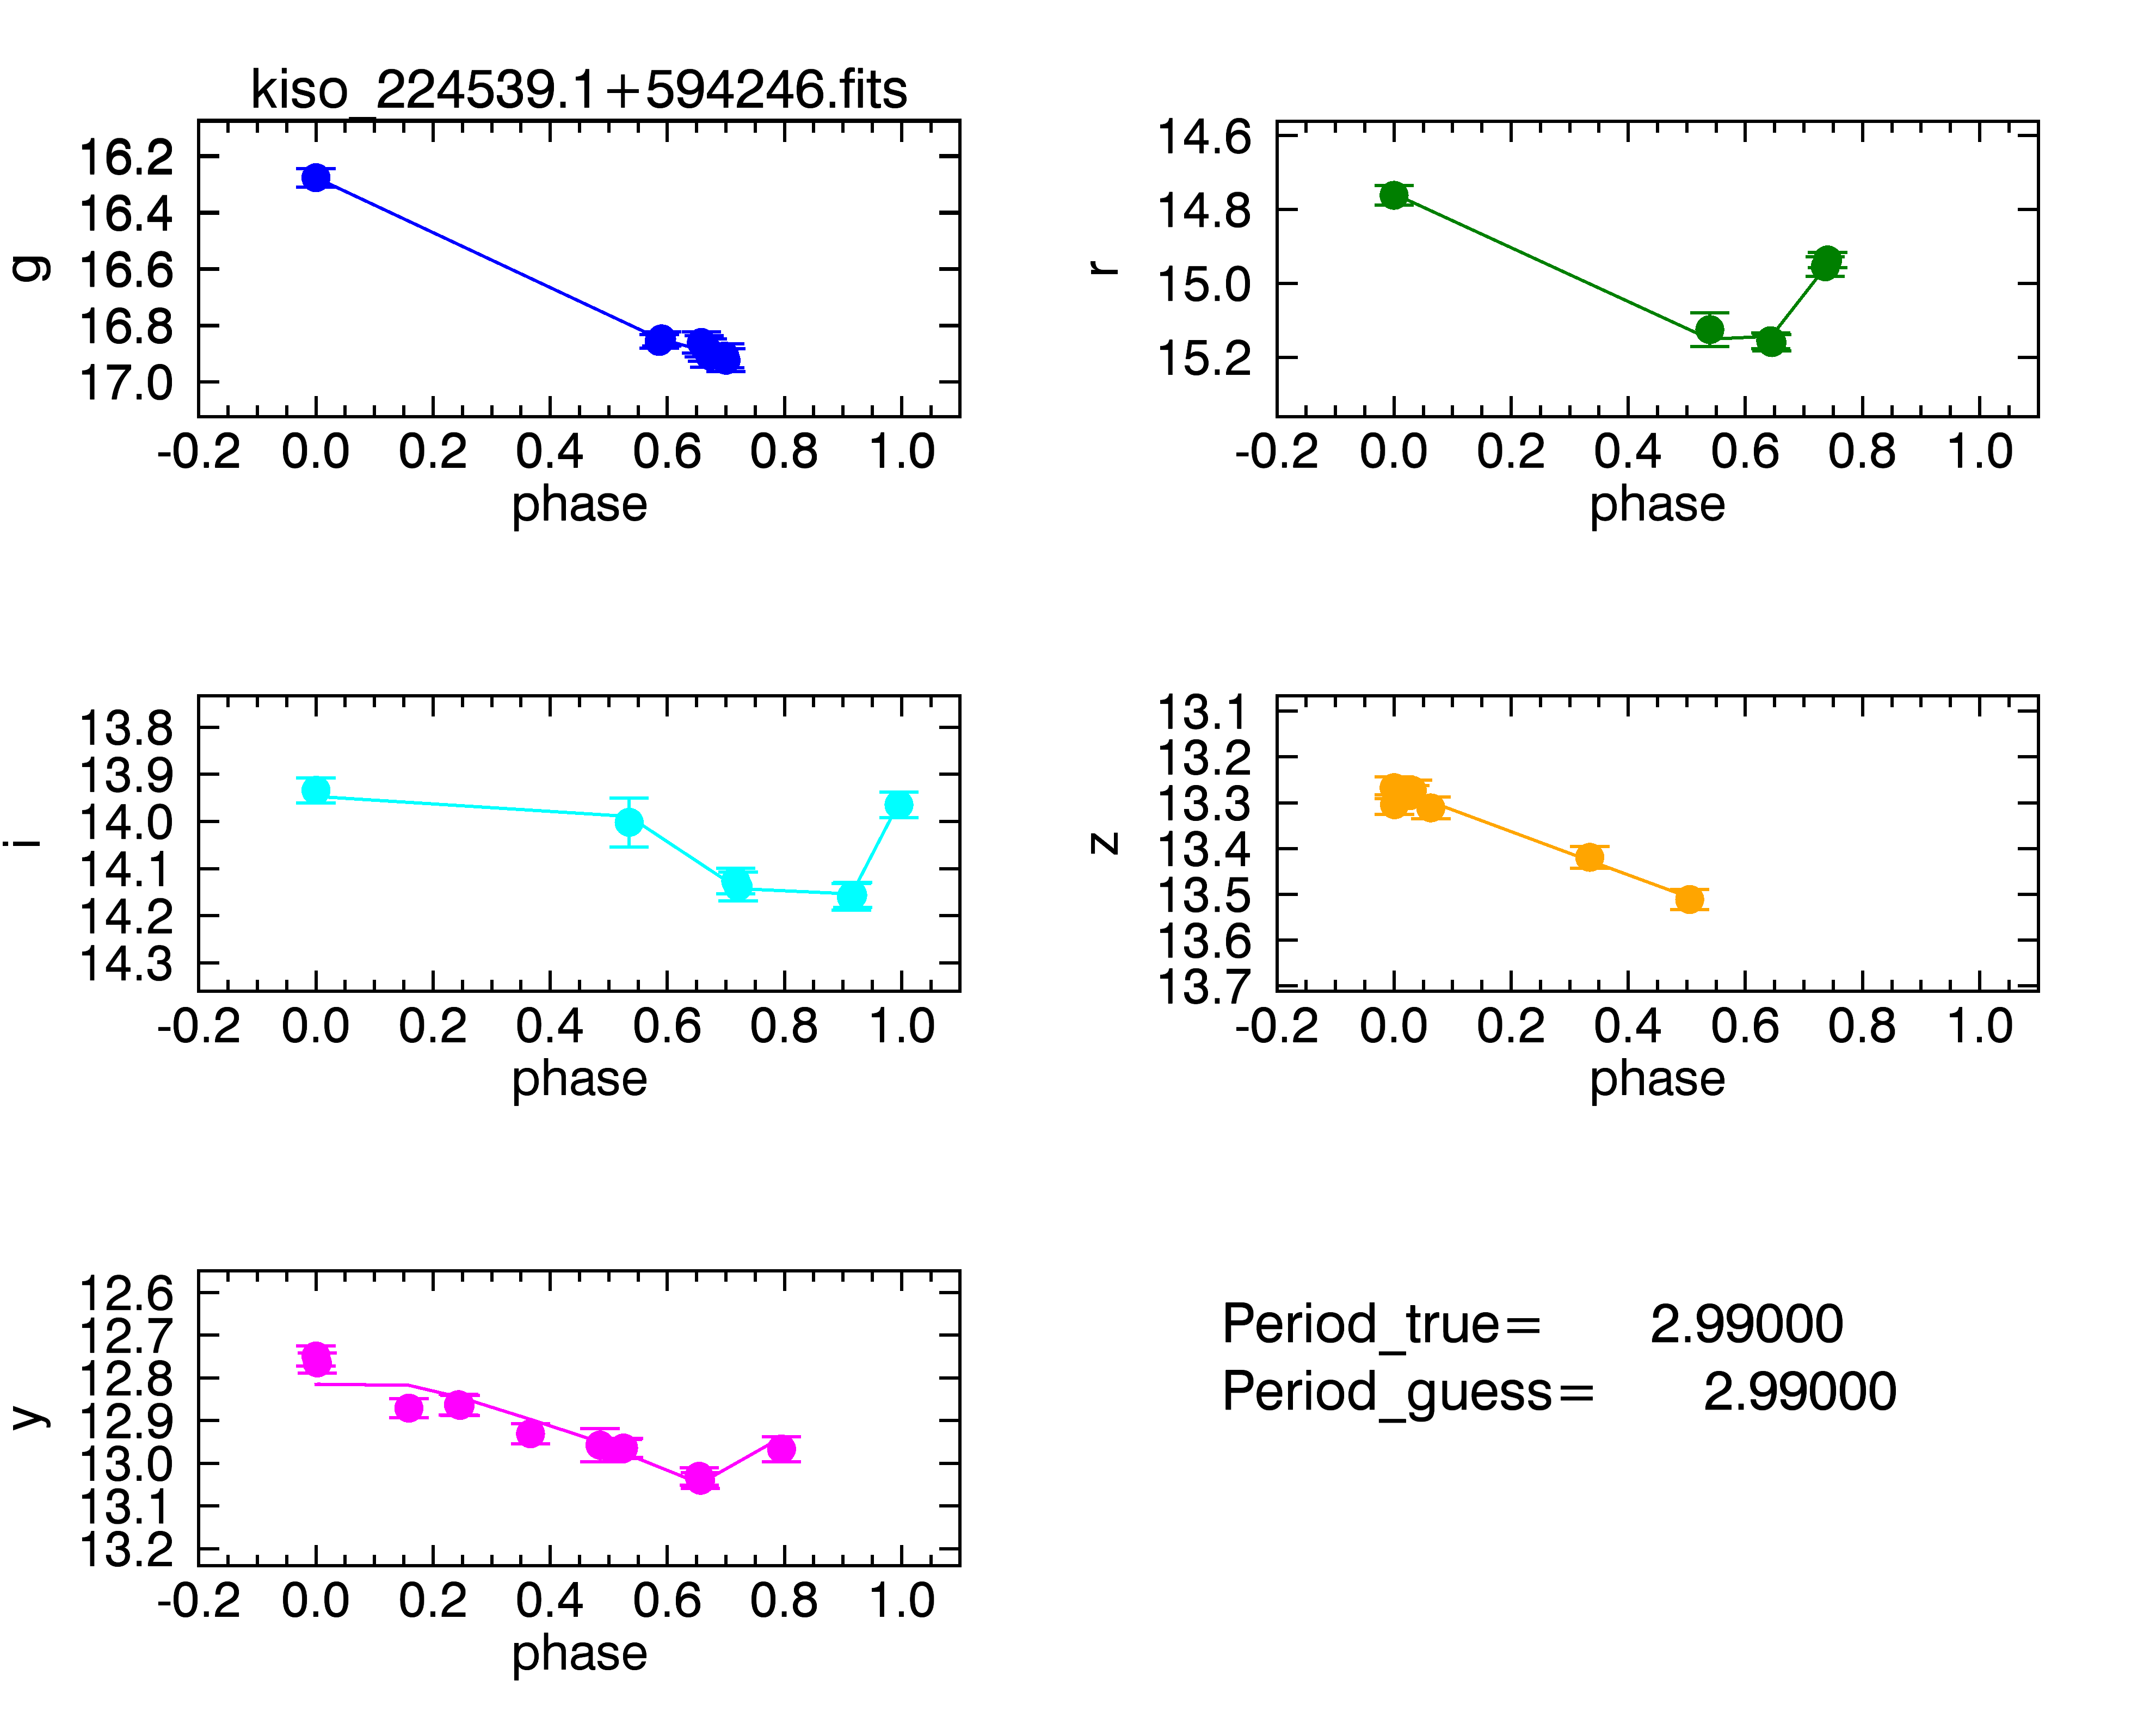 kiso_224539.1+594246.fits
g
16.2
16.4
16.6
16.8
17.0
-0.2 0.0 0.2 0.4 0.6 0.8 1.0
phase
r
14.6
14.8
15.0
15.2
-0.2 0.0 0.2 0.4 0.6 0.8 1.0
phase
i
13.8
13.9
14.0
14.1
14.2
14.3
-0.2 0.0 0.2 0.4 0.6 0.8 1.0
phase
z
13.1
13.2
13.3
13.4
13.5
13.6
13.7
-0.2 0.0 0.2 0.4 0.6 0.8 1.0
phase
y
12.6
12.7
12.8
12.9
13.0
13.1
13.2
-0.2 0.0 0.2 0.4 0.6 0.8 1.0
phase
Period_true= 2.99000
Period_guess= 2.99000